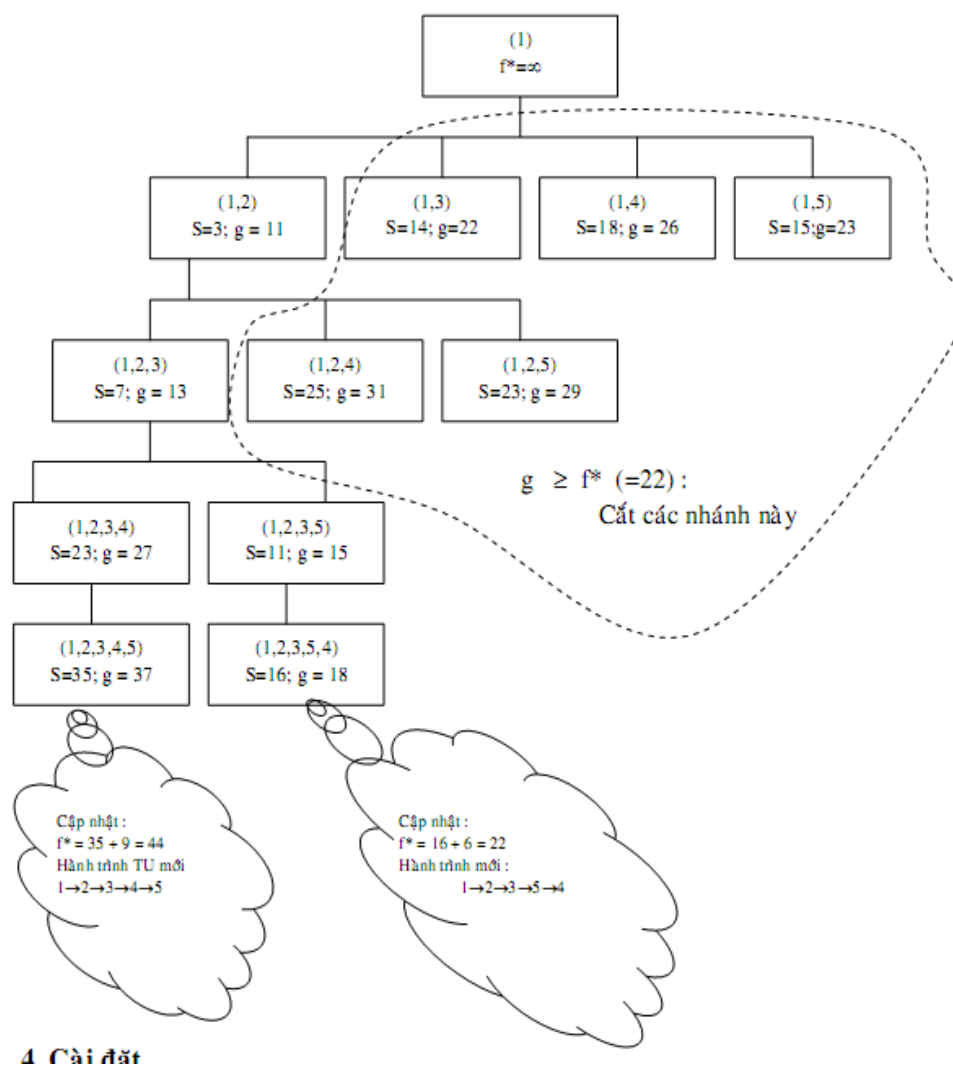 (1)
f*=∞
(1,2)
S=3; g = 11
(1,3)
S=14; g=22
(1,4)
S=18; g = 26
(1,5)
S=15;g=23
(1,2,3)
S=7; g = 13
(1,2,4)
S=25; g = 31
(1,2,5)
S=23; g = 29
g ≥ f* (=22) :
Cắt các nhánh này
(1,2,3,4)
S=23; g = 27
(1,2,3,5)
S=11; g = 15
(1,2,3,4,5)
S=35; g = 37
(1,2,3,5,4)
S=16; g = 18
Cập nhật :
f* = 35 + 9 = 44
Hành trình TU mới
1→2→3→4→5
Cập nhật :
f* = 16 + 6 = 22
Hành trình mới :
1→2→3→5→4
4. Cài đặt